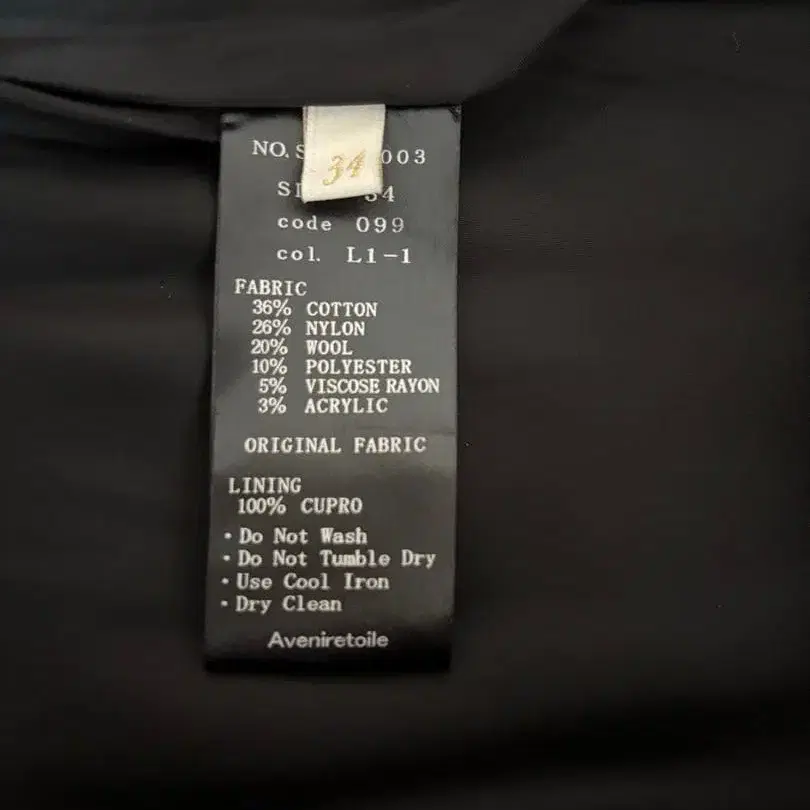 34
NO. S 003
SI 34
code 099
col. L1-1
FABRIC
36% COTTON
26% NYLON
20% WOOL
10% POLYESTER
5% VISCOSE RAYON
3% ACRYLIC
ORIGINAL FABRIC
LINING
100% CUPRO
・Do Not Wash
・Do Not Tumble Dry
・Use Cool Iron
・Dry Clean
Aveniretoile